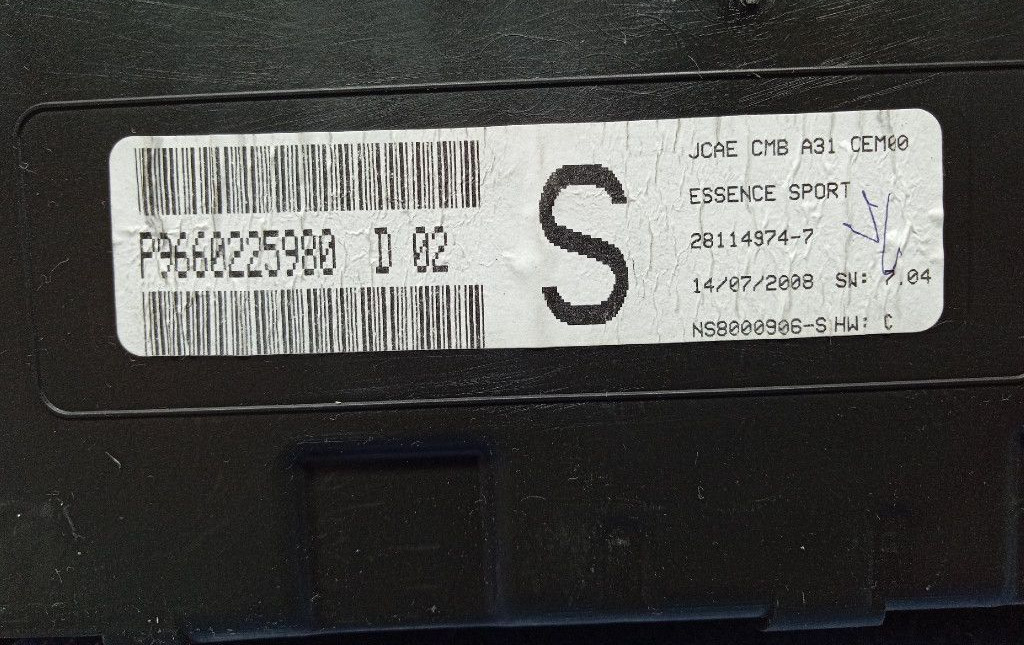 P9660225980 D 02
S
JCAE CMB A31 CEM00
ESSENCE SPORT
28114974-7
14/07/2008 SW: 7.04
NS8000906-S HW: C